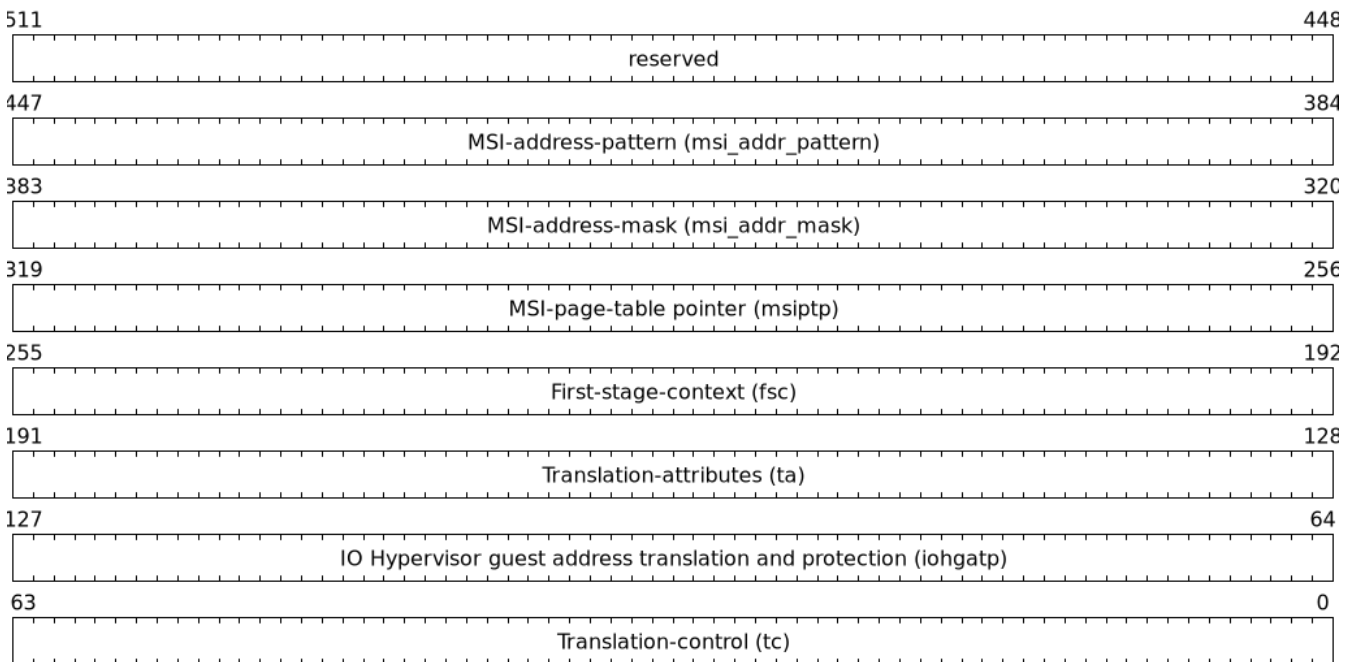 511 448
reserved
447 384
MSI-address-pattern (msi_addr_pattern)
383 320
MSI-address-mask (msi_addr_mask)
319 256
MSI-page-table pointer (msiptp)
255 192
First-stage-context (fsc)
191 128
Translation-attributes (ta)
127 64
IO Hypervisor guest address translation and protection (iohgatp)
63 0
Translation-control (tc)